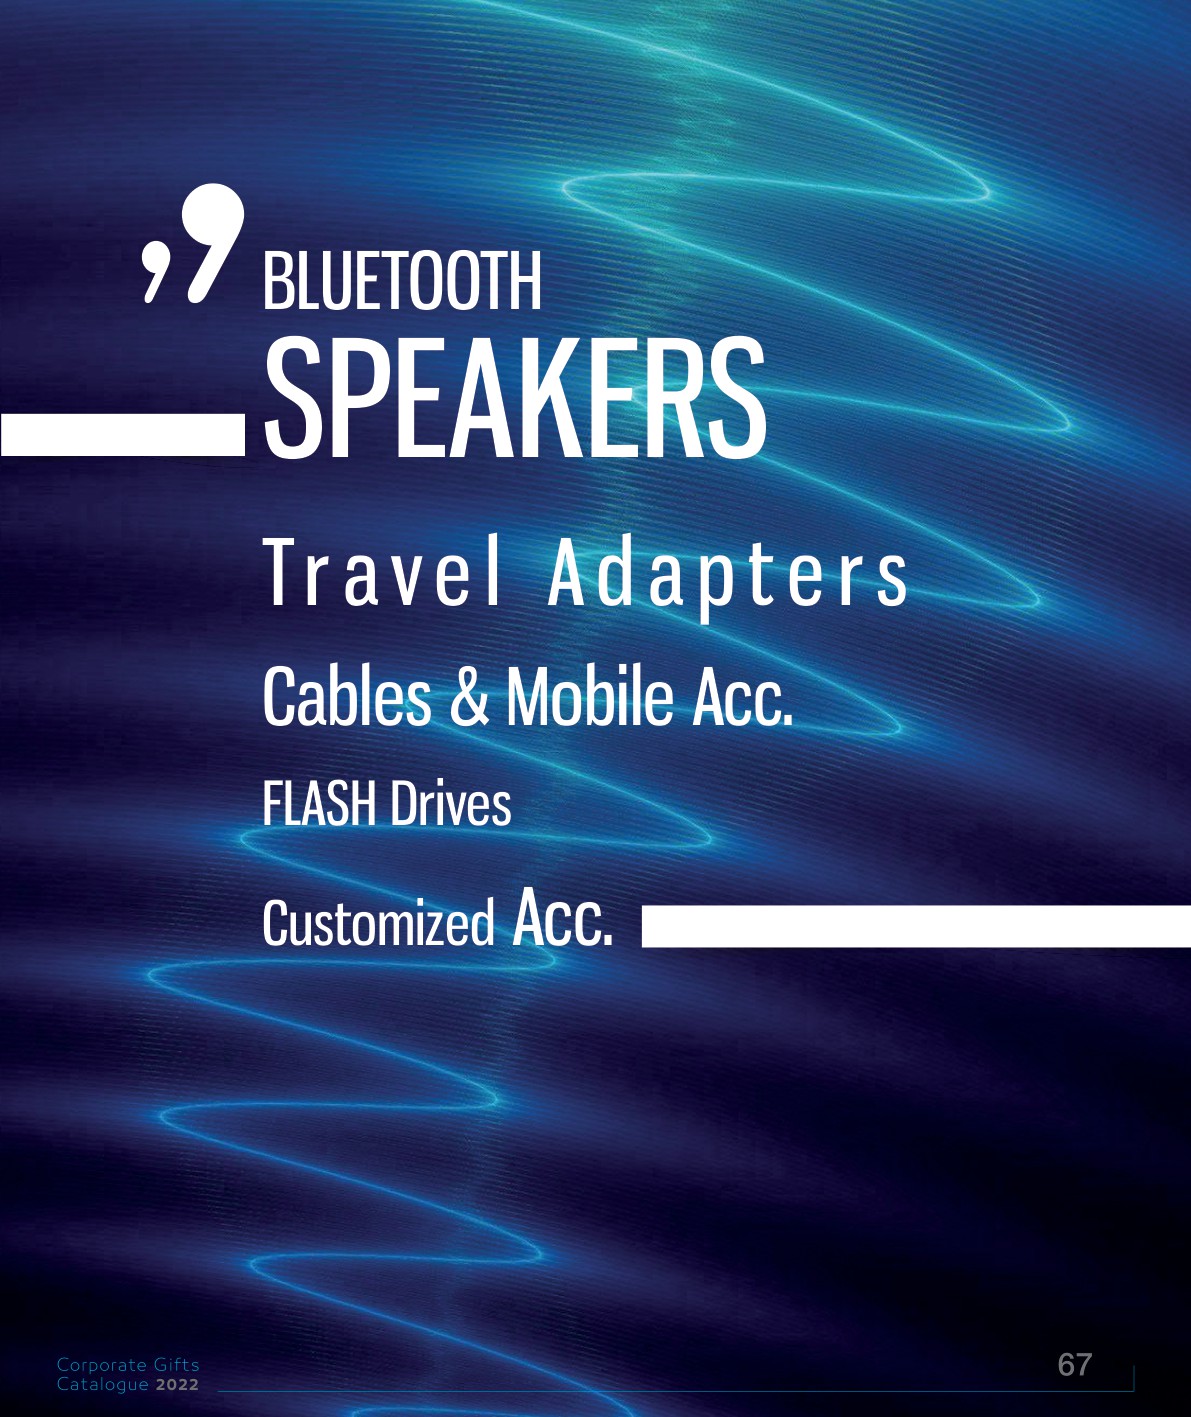 BLUETOOTH
SPEAKERS
Travel Adapters
Cables & Mobile Acc.
FLASH Drives
Customized Acc.
Corporate Gifts
Catalogue 2022
67